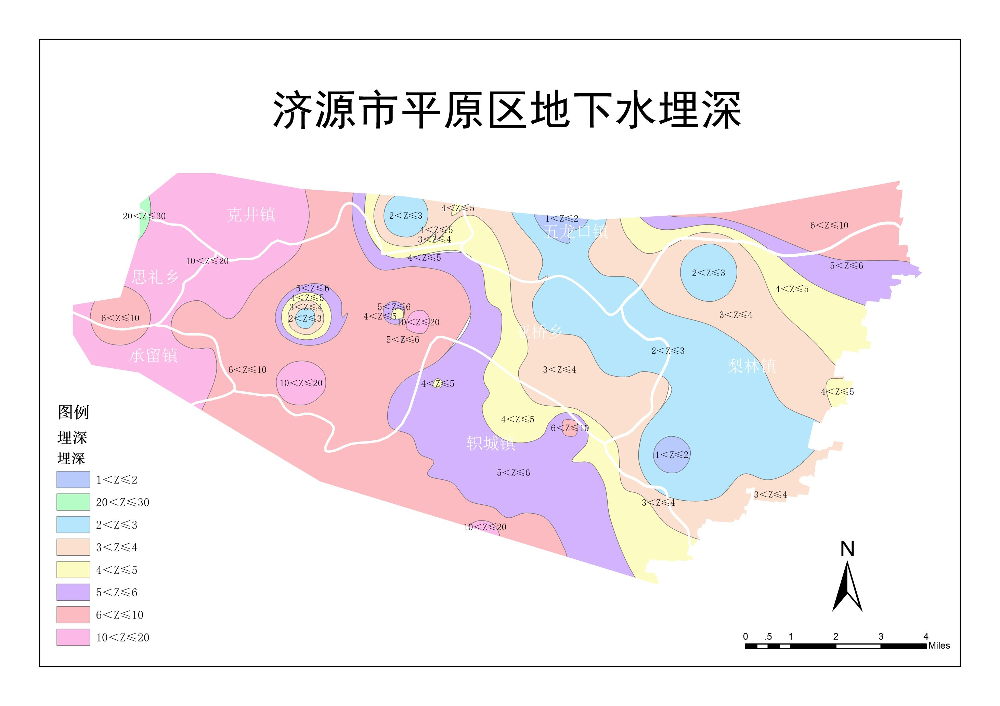 济源市平原区地下水埋深
4<Z≤5
20<Z≤30
克井镇
2<Z≤3
1<Z≤2
6<Z≤10
4<Z≤5
五龙口镇
3<Z≤4
10<Z≤20
4<Z≤5
5<Z≤6
思礼乡
2<Z≤3
5<Z≤6
4<Z≤5
4<Z≤5
3<Z≤4
5<Z≤6
6<Z≤10
2<Z≤3
4<Z≤5
3<Z≤4
10<Z≤20
亚桥乡
5<Z≤6
2<Z≤3
承留镇
梨林镇
6<Z≤10
3<Z≤4
10<Z≤20
4<Z≤5
4<Z≤5
4<Z≤5
6<Z≤10
轵城镇
1<Z≤2
5<Z≤6
3<Z≤4
3<Z≤4
10<Z≤20
图例
埋深
埋深
1<Z≤2
20<Z≤30
2<Z≤3
3<Z≤4
4<Z≤5
5<Z≤6
6<Z≤10
10<Z≤20
N
0 .5 1 2 3 4
Miles